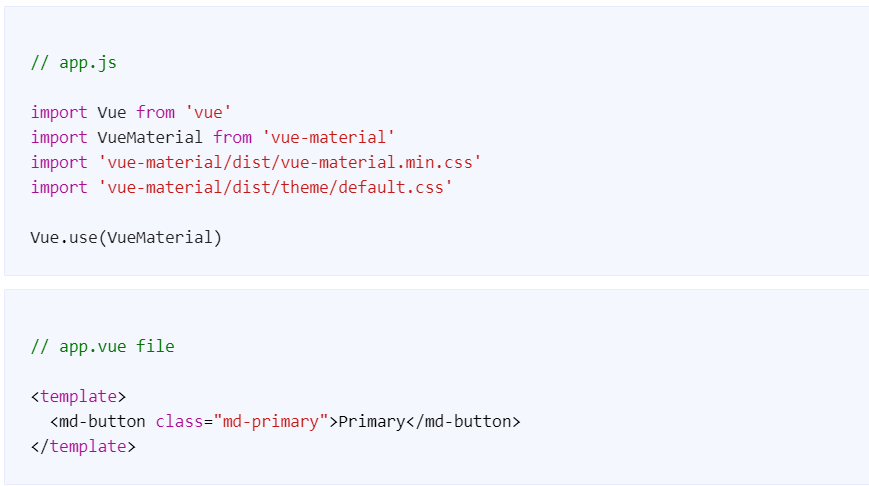 // app.js
import Vue from 'vue'
import VueMaterial from 'vue-material'
import 'vue-material/dist/vue-material.min.css'
import 'vue-material/dist/theme/default.css'
Vue.use(VueMaterial)
// app.vue file
<template>
  <md-button class="md-primary">Primary</md-button>
</template>